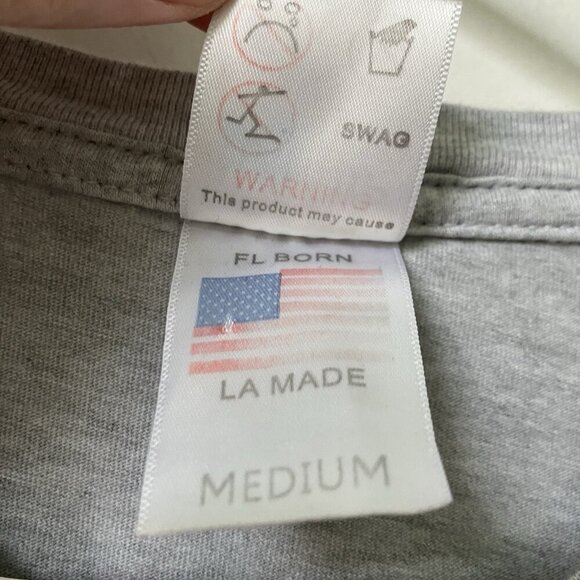 SWAG
WARNING
This product may cause
FL BORN
LA MADE
MEDIUM